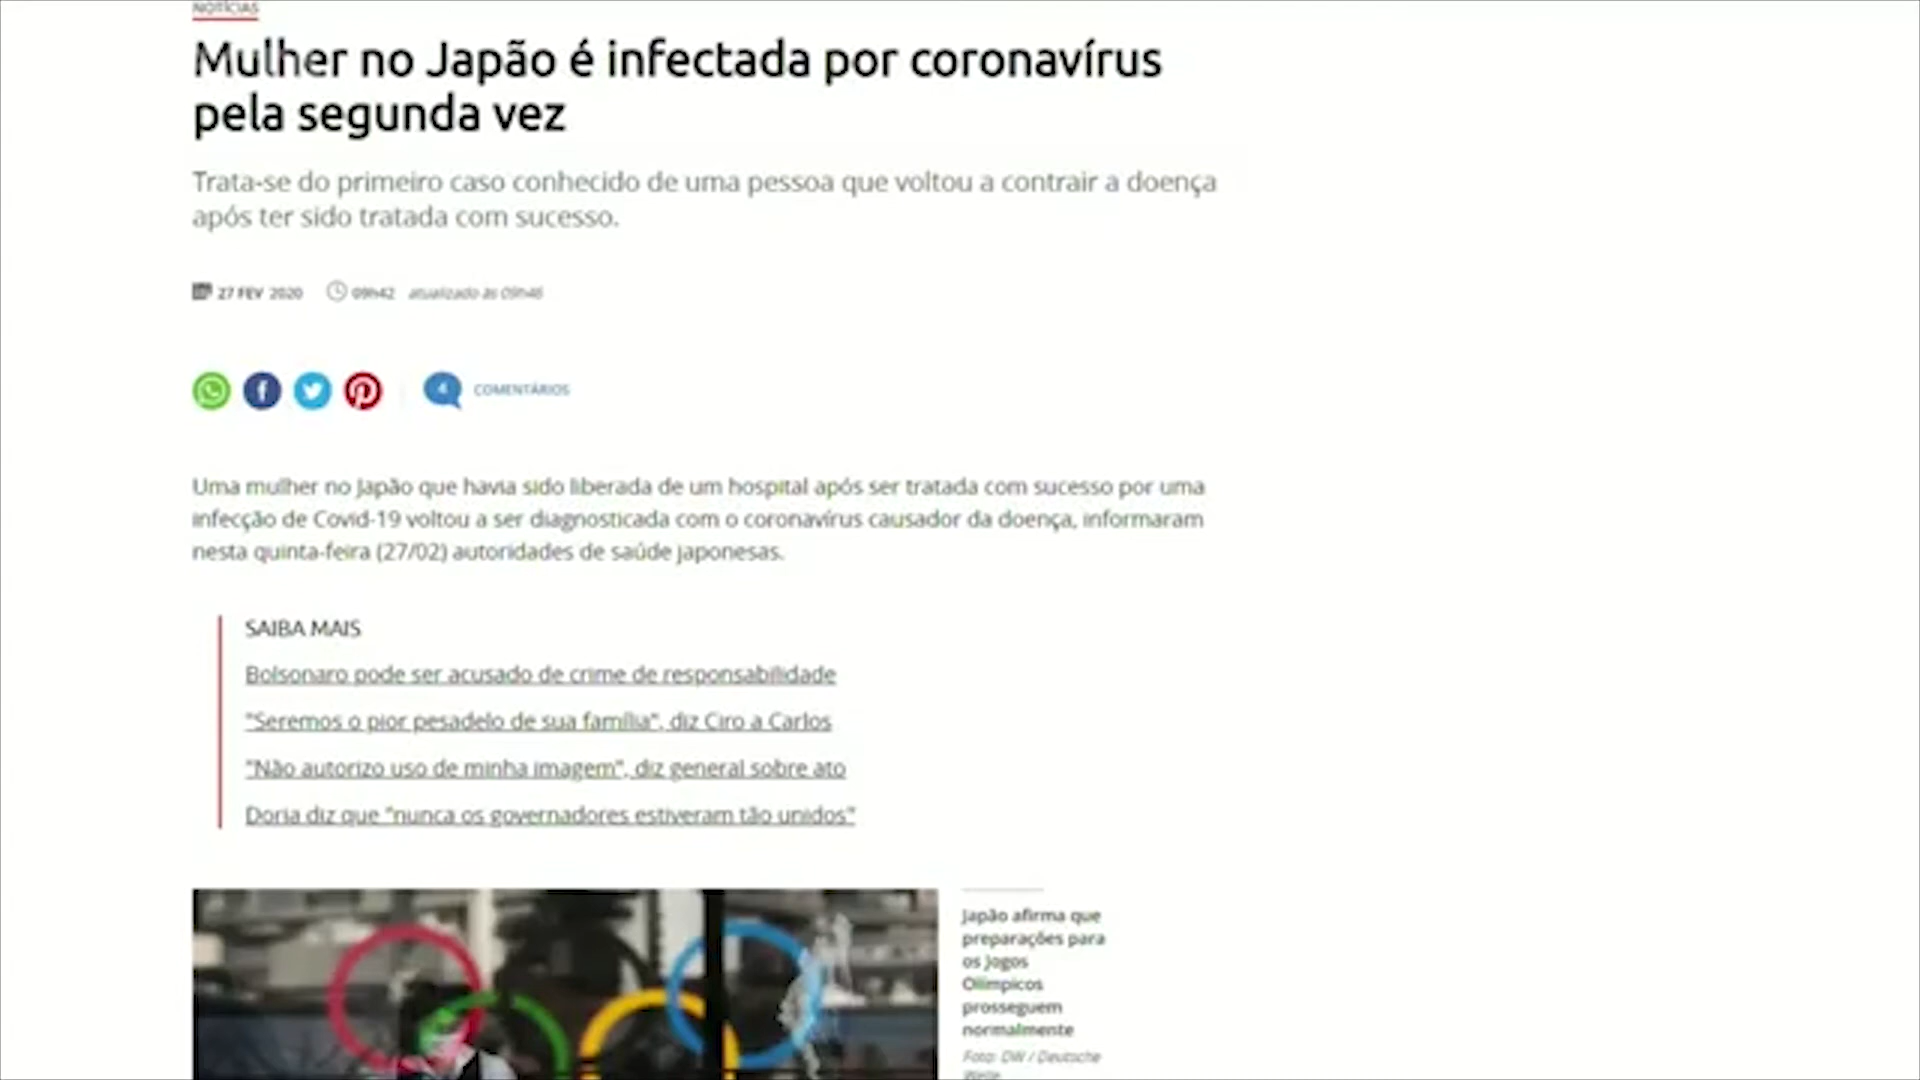 NOTÍCIAS
Mulher no Japão é infectada por coronavírus
pela segunda vez
Trata-se do primeiro caso conhecido de uma pessoa que voltou a contrair a doença
após ter sido tratada com sucesso.
27 FEV 2020 09h42 atualizado às 09h48
4 COMENTÁRIOS
Uma mulher no Japão que havia sido liberada de um hospital após ser tratada com sucesso por uma
infecção de Covid-19 voltou a ser diagnosticada com o coronavírus causador da doença, informaram
nesta quinta-feira (27/02) autoridades de saúde japonesas.
SAIBA MAIS
Bolsonaro pode ser acusado de crime de responsabilidade
"Seremos o pior pesadelo de sua família", diz Ciro a Carlos
"Não autorizo uso de minha imagem", diz general sobre ato
Doria diz que "nunca os governadores estiveram tão unidos"
Japão afirma que
preparações para
os Jogos
Olímpicos
prosseguem
normalmente
Foto: DW / Deutsche
Welle